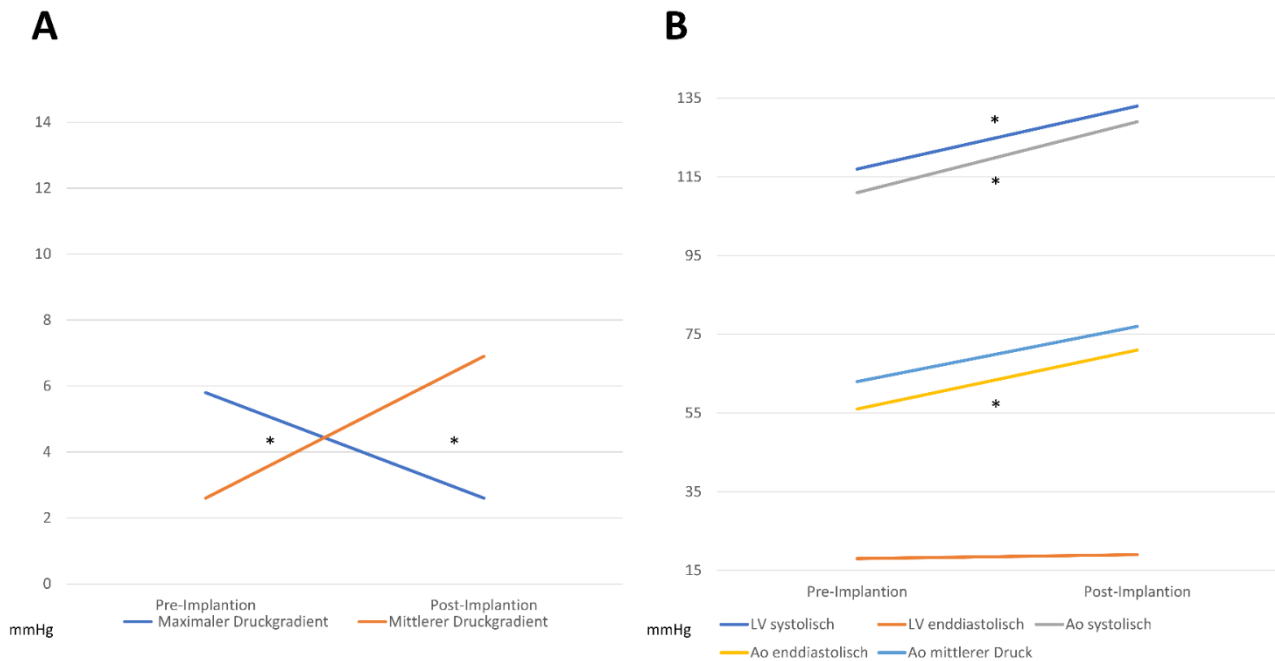 A
14
12
10
8
6
4
2
0
*
*
Pre-Implantion
Post-Implantion
mmHg
Maximaler Druckgradient
Mittlerer Druckgradient
B
135
115
95
75
55
35
15
*
*
*
Pre-Implantion
Post-Implantion
mmHg
LV systolisch
LV enddiastolisch
Ao systolisch
Ao enddiastolisch
Ao mittlerer Druck